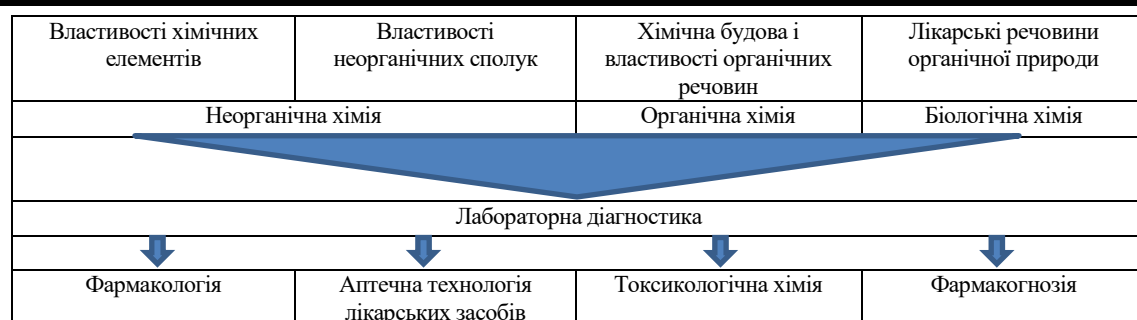 Властивості хімічних
елементів
Властивості
неорганічних сполук
Хімічна будова і
властивості органічних
речовин
Лікарські речовини
органічної природи
Неорганічна хімія
Органічна хімія
Біологічна хімія
Лабораторна діагностика
Фармакологія
Аптечна технологія
лікарських засобів
Токсикологічна хімія
Фармакогнозія